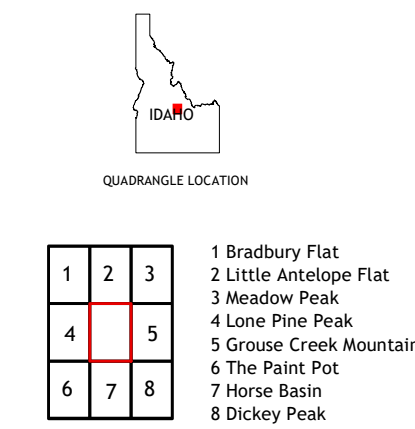 IDAHO
QUADRANGLE LOCATION
1 2 3
4 5
6 7 8
1 Bradbury Flat
2 Little Antelope Flat
3 Meadow Peak
4 Lone Pine Peak
5 Grouse Creek Mountain
6 The Paint Pot
7 Horse Basin
8 Dickey Peak